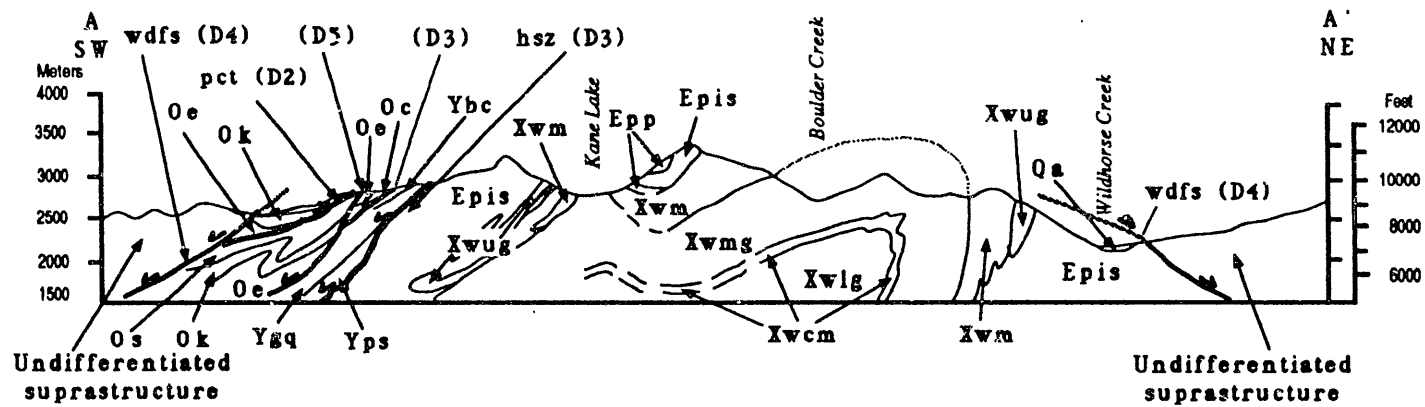 A
SW
Meters
4000
3500
3000
2500
2000
1500
wdfs (D4)
pct (D2)
(D5)
(D3)
hsz (D3)
Oe
Ok
Oe
Oc
Ybc
Xwm
Kane Lake
Epp
Epis
Boulder Creek
Xwug
Qa
Wildhorse Creek
wdfs (D4)
A'
NE
Feet
12000
10000
8000
6000
Epis
Xwug
Xwm
Xwmg
Xwlg
Epis
Oe
Os
Ok
Ygq
Yps
Xwcm
Xwm
Undifferentiated
suprastructure
Undifferentiated
suprastructure